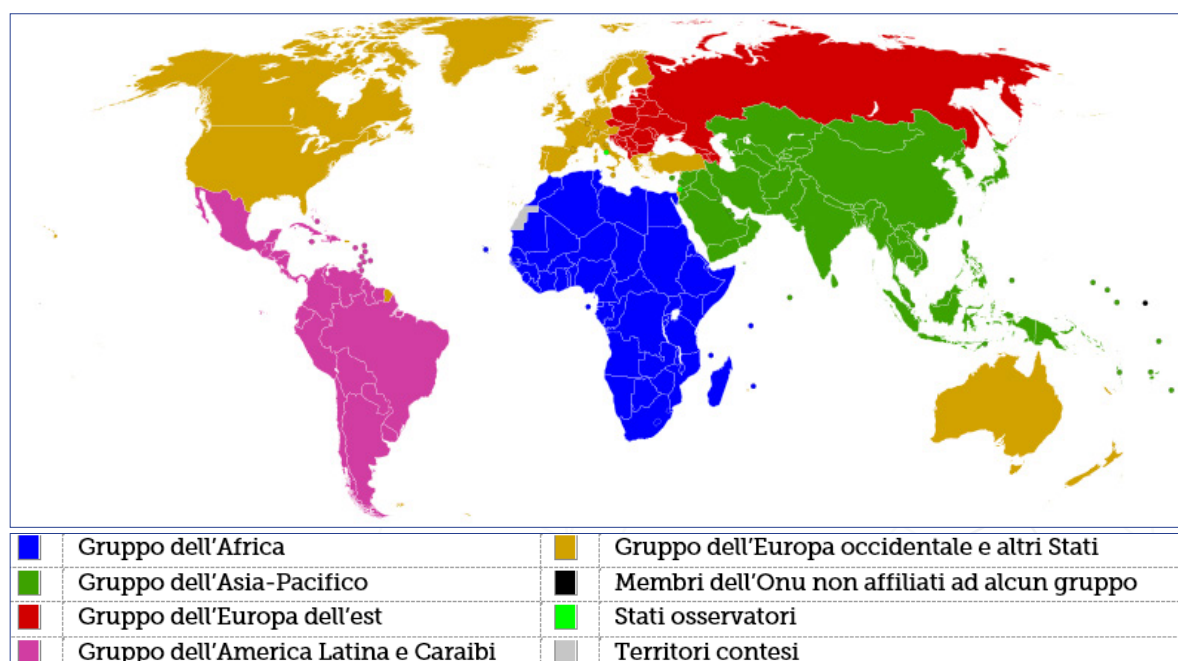 Gruppo dell'Africa
Gruppo dell'Europa occidentale e altri Stati
Gruppo dell'Asia-Pacifico
Membri dell'Onu non affiliati ad alcun gruppo
Gruppo dell'Europa dell'est
Stati osservatori
Gruppo dell'America Latina e Caraibi
Territori contesi